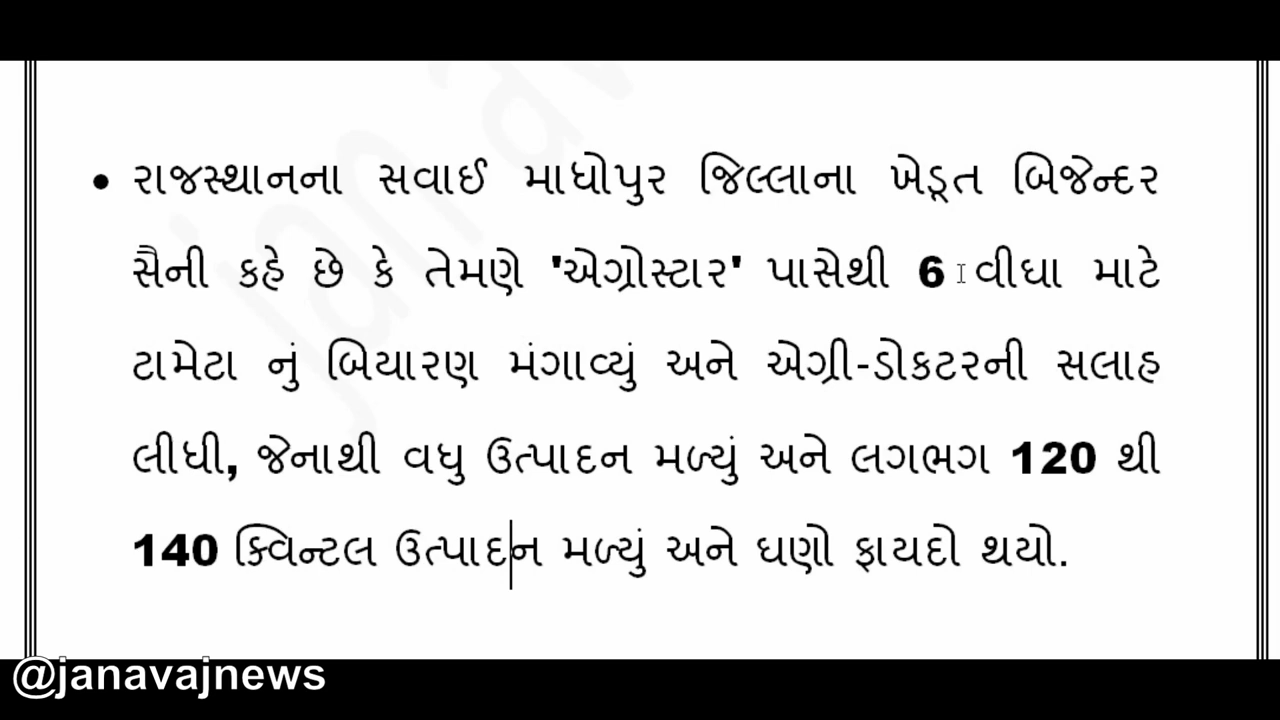 • રાજસ્થાનના સવાઈ માધોપુર જિલ્લાના ખેડૂત બિજેન્દર
સૈની કહે છે કે તેમણે 'એગ્રોસ્ટાર' પાસેથી 6 વીઘા માટે
ટામેટા નું બિયારણ મંગાવ્યું અને એગ્રી-ડોકટરની સલાહ
લીધી, જેનાથી વધુ ઉત્પાદન મળ્યું અને લગભગ 120 થી
140 ક્વિન્ટલ ઉત્પાદન મળ્યું અને ઘણો ફાયદો થયો.
@janavajnews